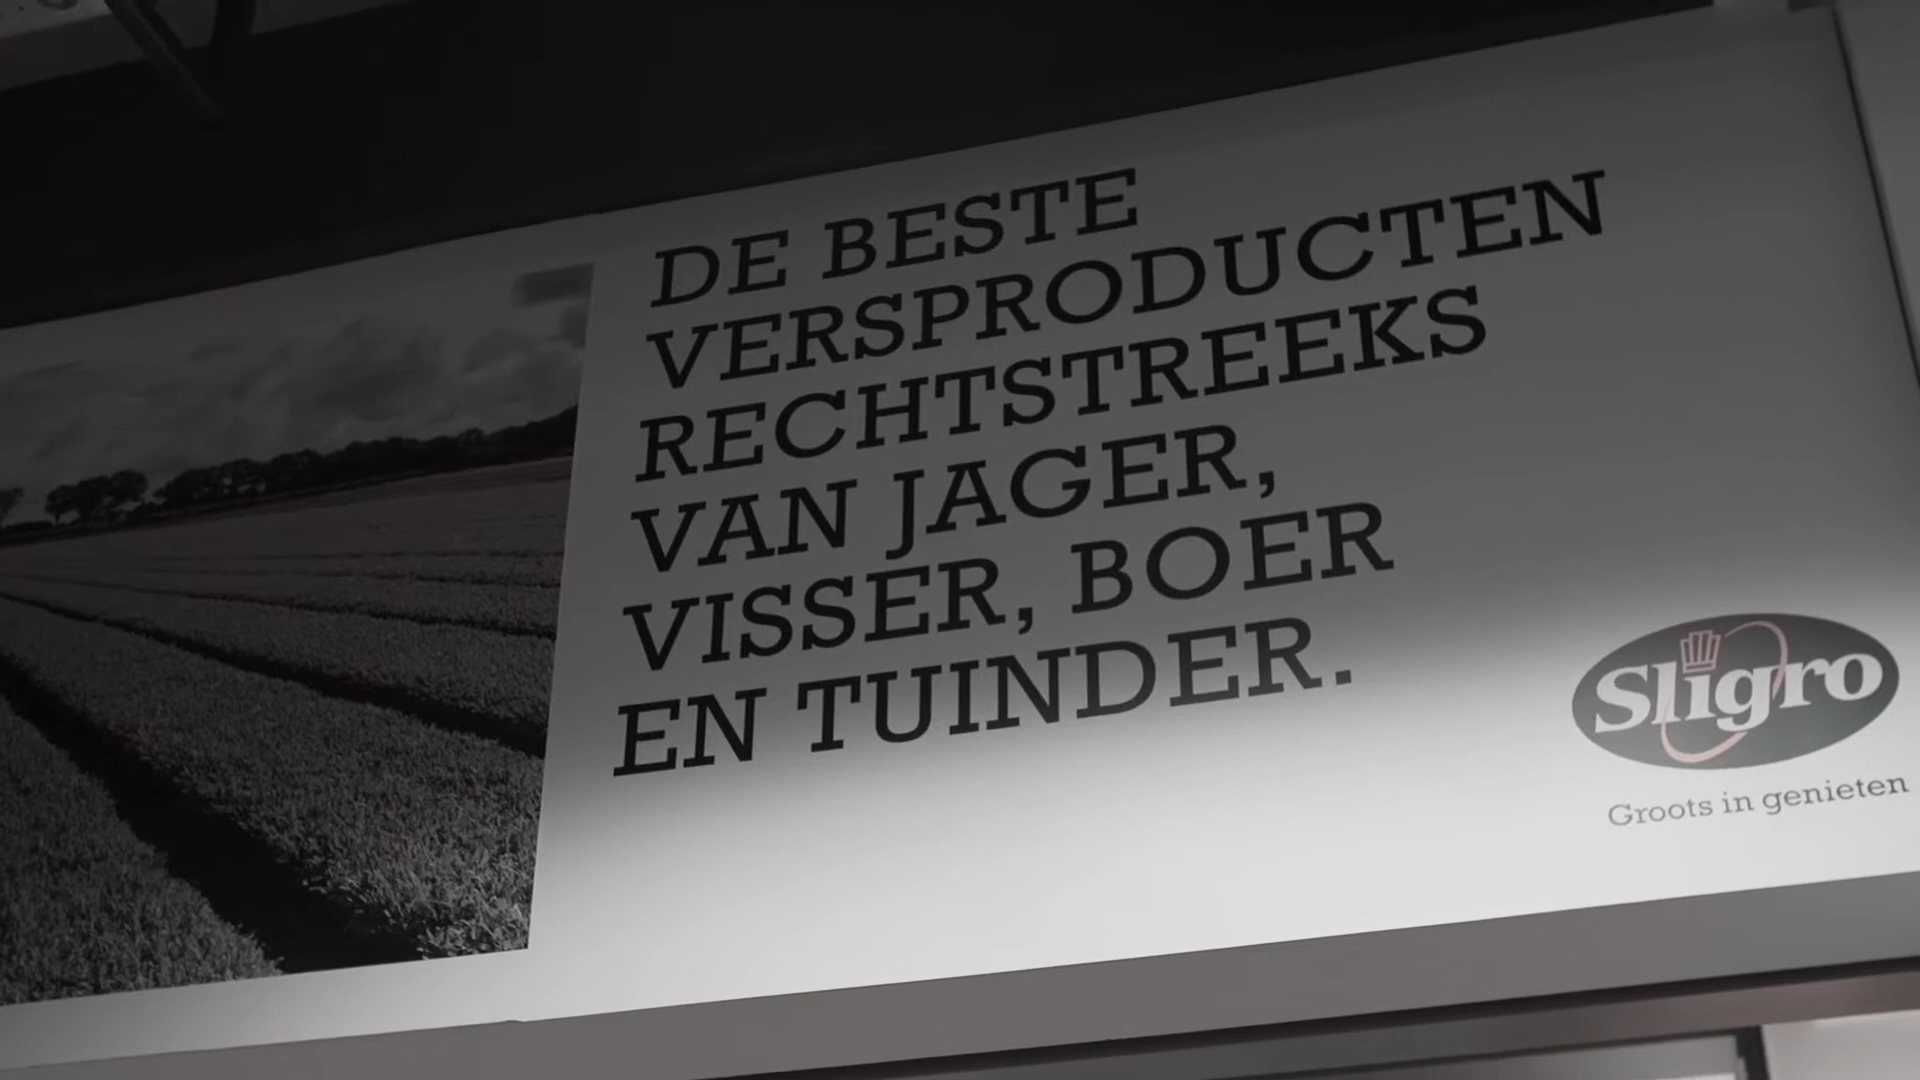 DE BESTE
VERSPRODUCTEN
RECHTSTREEKS
VAN JAGER,
VISSER, BOER
EN TUINDER.
Sligro
Groots in genieten